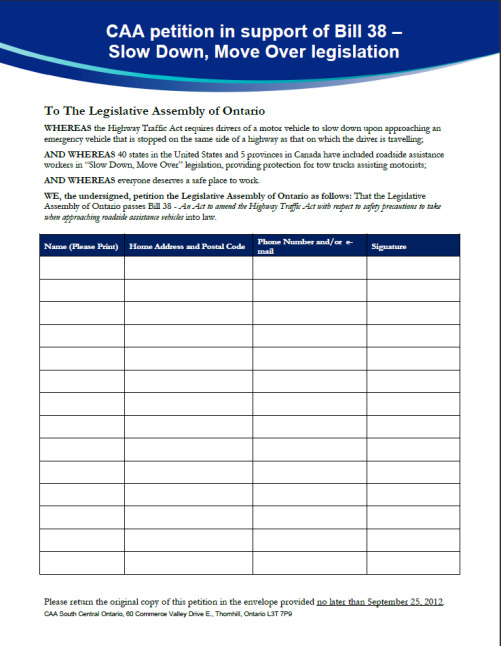 CAA petition in support of Bill 38 –
Slow Down, Move Over legislation
To The Legislative Assembly of Ontario
WHEREAS the Highway Traffic Act requires drivers of a motor vehicle to slow down upon approaching an
emergency vehicle that is stopped on the same side of a highway as that on which the driver is travelling;
AND WHEREAS 40 states in the United States and 5 provinces in Canada have included roadside assistance
workers in “Slow Down, Move Over” legislation, providing protection for tow trucks assisting motorists;
AND WHEREAS everyone deserves a safe place to work.
WE, the undersigned, petition the Legislative Assembly of Ontario as follows: That the Legislative
Assembly of Ontario passes Bill 38 - An Act to amend the Highway Traffic Act with respect to safety precautions to take
when approaching roadside assistance vehicles into law.
Name (Please Print) Home Address and Postal Code Phone Number and/or e-
mail Signature
Please return the original copy of this petition in the envelope provided no later than September 25, 2012.
CAA South Central Ontario, 60 Commerce Valley Drive E., Thornhill, Ontario L3T 7P9